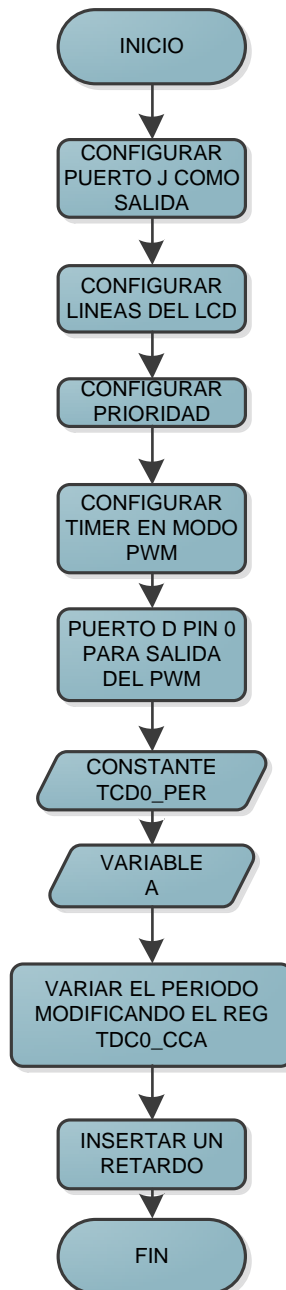 INICIO
CONFIGURAR
PUERTO J COMO
SALIDA
CONFIGURAR
LINEAS DEL LCD
CONFIGURAR
PRIORIDAD
CONFIGURAR
TIMER EN MODO
PWM
PUERTO D PIN 0
PARA SALIDA
DEL PWM
CONSTANTE
TCD0_PER
VARIABLE
A
VARIAR EL PERIODO
MODIFICANDO EL REG
TDC0_CCA
INSERTAR UN
RETARDO
FIN